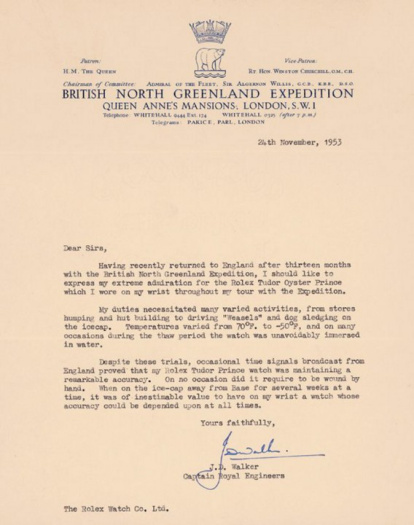 Patron:
H.M. The Queen
Vice-Patron:
Rt Hon Winston Churchill, O.M. C.H.
Chairman of Committee: Admiral of the Fleet, Sir Algernon Willis, G.C.B. K.B.E. D.S.O
BRITISH NORTH GREENLAND EXPEDITION
QUEEN ANNE'S MANSIONS; LONDON, S.W. 1
Telephone WHITEHALL 9444 Ext. 134 WHITEHALL (after 7 p.m.)
Telegrams PAKICE, PARL, LONDON
24th November, 1953
Dear Sirs,
Having recently returned to England after thirteen months
with the British North Greenland Expedition, I should like to
express my extreme admiration for the Rolex Tudor Oyster Prince
which I wore on my wrist throughout my tour with the Expedition.
My duties necessitated many varied activities, from stores
humping and hut building to driving "Weasels" and dog sledging on
the icecap. Temperatures varied from 70°F. to -50°F, and on many
occasions during the thaw period the watch was unavoidably immersed
in water.
Despite these trials, occasional time signals broadcast from
England proved that my Rolex Tudor Prince watch was maintaining a
remarkable accuracy. On no occasion did it require to be wound by
hand. When on the ice-cap away from Base for several weeks at a
time, it was of inestimable value to have on my wrist a watch whose
accuracy could be depended upon at all times.
Yours faithfully,
J.D. Walker
Captain Royal Engineers
The Rolex Watch Co. Ltd.